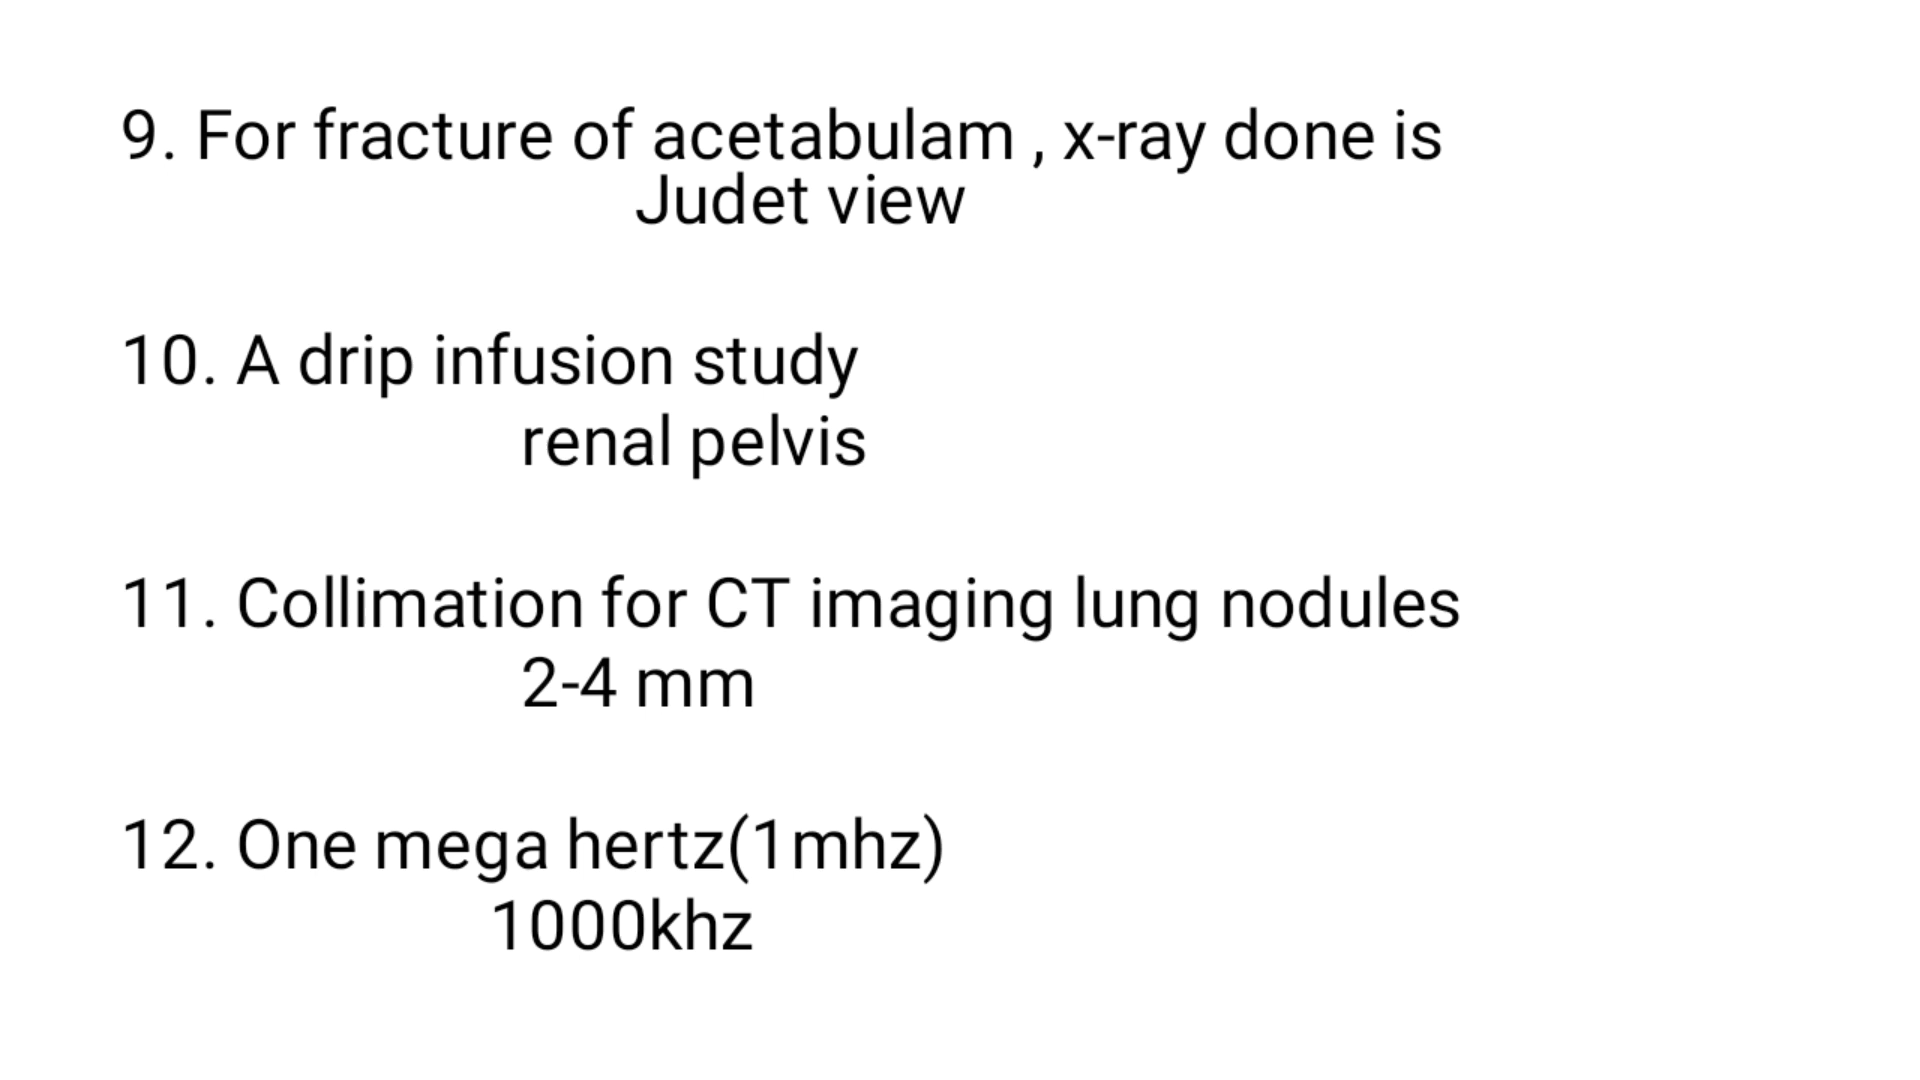 9. For fracture of acetabulam , x-ray done is
Judet view
10. A drip infusion study
renal pelvis
11. Collimation for CT imaging lung nodules
2-4 mm
12. One mega hertz(1mhz)
1000khz